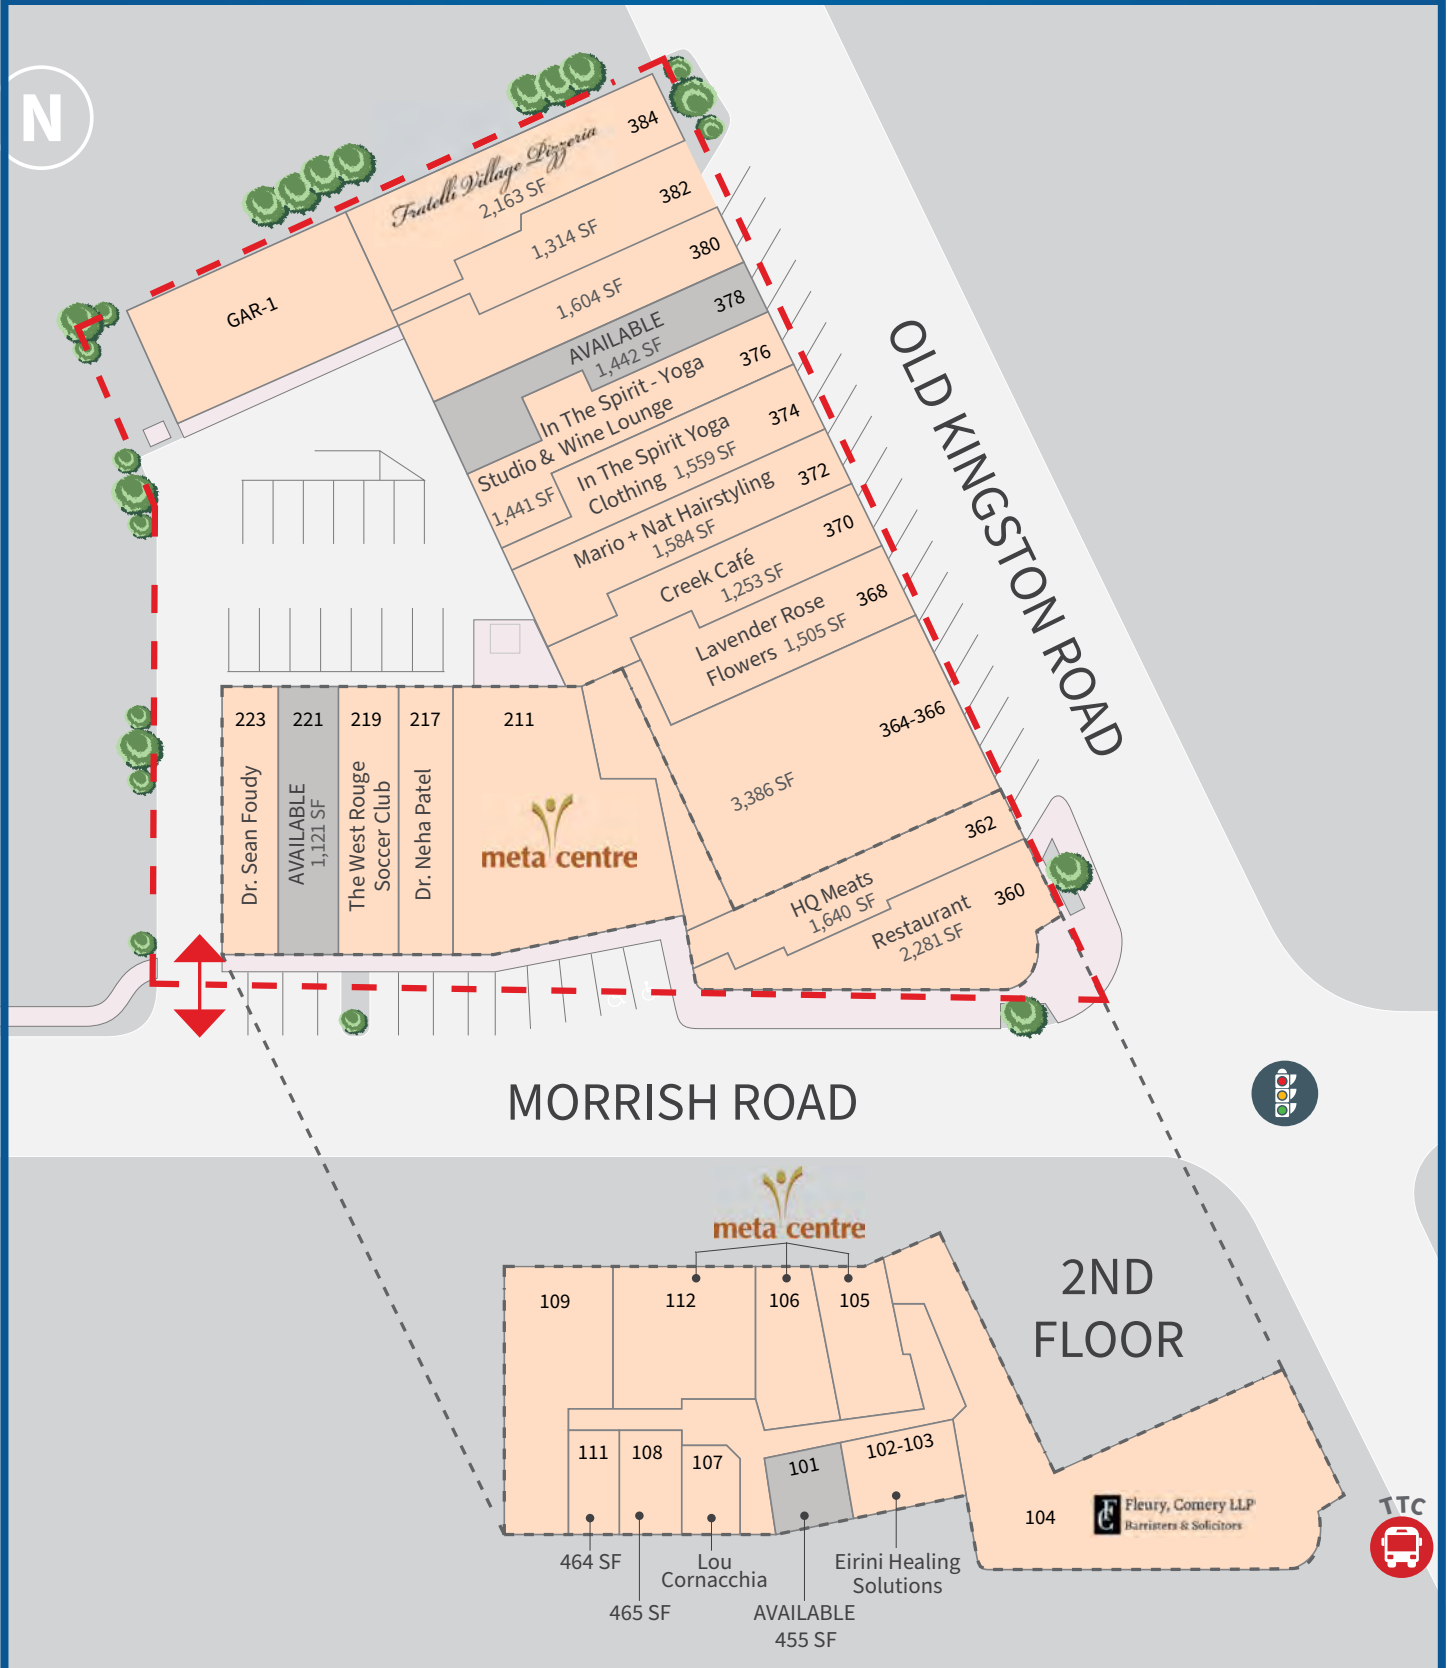 N
384
Fratelli Village Pizzeria
2,163 SF
382
1,314 SF
380
1,604 SF
378
AVAILABLE
1,442 SF
GAR-1
376
In The Spirit - Yoga
Studio & Wine Lounge
1,441 SF
374
In The Spirit Yoga
Clothing 1,559 SF
372
Mario + Nat Hairstyling
1,584 SF
370
Creek Café
1,253 SF
368
Lavender Rose
Flowers 1,505 SF
364-366
3,386 SF
362
HQ Meats
1,640 SF
360
Restaurant
2,281 SF
OLD KINGSTON ROAD
223
Dr. Sean Foudy
221
AVAILABLE
1,121 SF
219
The West Rouge
Soccer Club
217
Dr. Neha Patel
211
meta centre
MORRISH ROAD
meta centre
2ND
FLOOR
109
112
106
105
111
108
107
101
102-103
104
FC
Fleury, Comery LLP
Barristers & Solicitors
TTC
464 SF
465 SF
Lou
Cornacchia
AVAILABLE
455 SF
Eirini Healing
Solutions